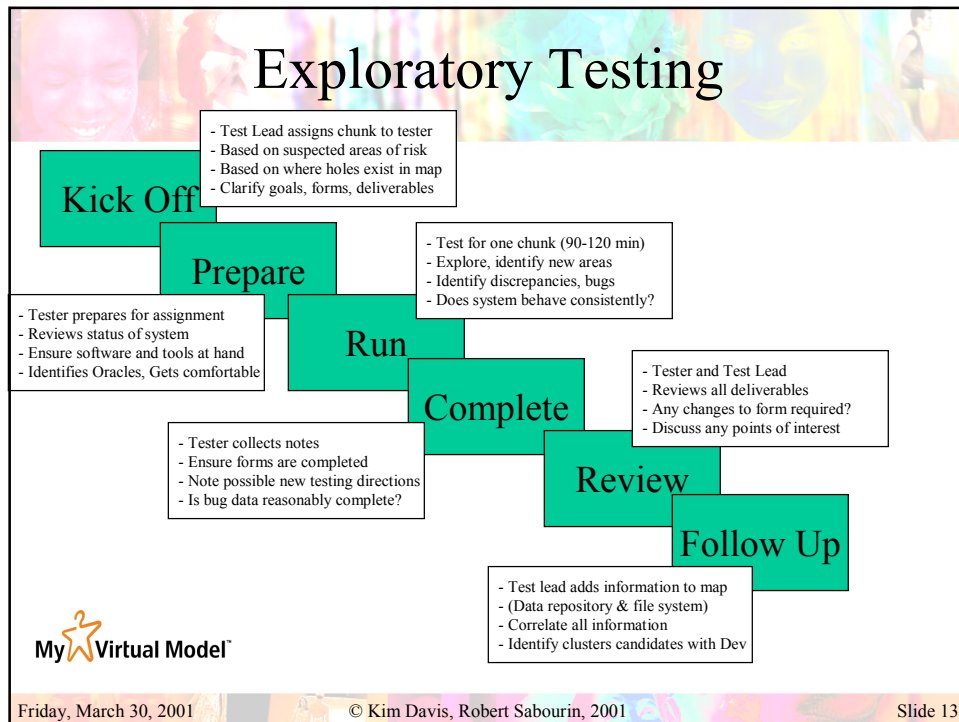 Exploratory Testing
Kick Off
- Test Lead assigns chunk to tester
- Based on suspected areas of risk
- Based on where holes exist in map
- Clarify goals, forms, deliverables
Prepare
- Tester prepares for assignment
- Reviews status of system
- Ensure software and tools at hand
- Identifies Oracles, Gets comfortable
Run
- Test for one chunk (90-120 min)
- Explore, identify new areas
- Identify discrepancies, bugs
- Does system behave consistently?
Complete
- Tester collects notes
- Ensure forms are completed
- Note possible new testing directions
- Is bug data reasonably complete?
Review
- Tester and Test Lead
- Reviews all deliverables
- Any changes to form required?
- Discuss any points of interest
Follow Up
- Test lead adds information to map
- (Data repository & file system)
- Correlate all information
- Identify clusters candidates with Dev
My Virtual Model™
Friday, March 30, 2001
© Kim Davis, Robert Sabourin, 2001
Slide 13